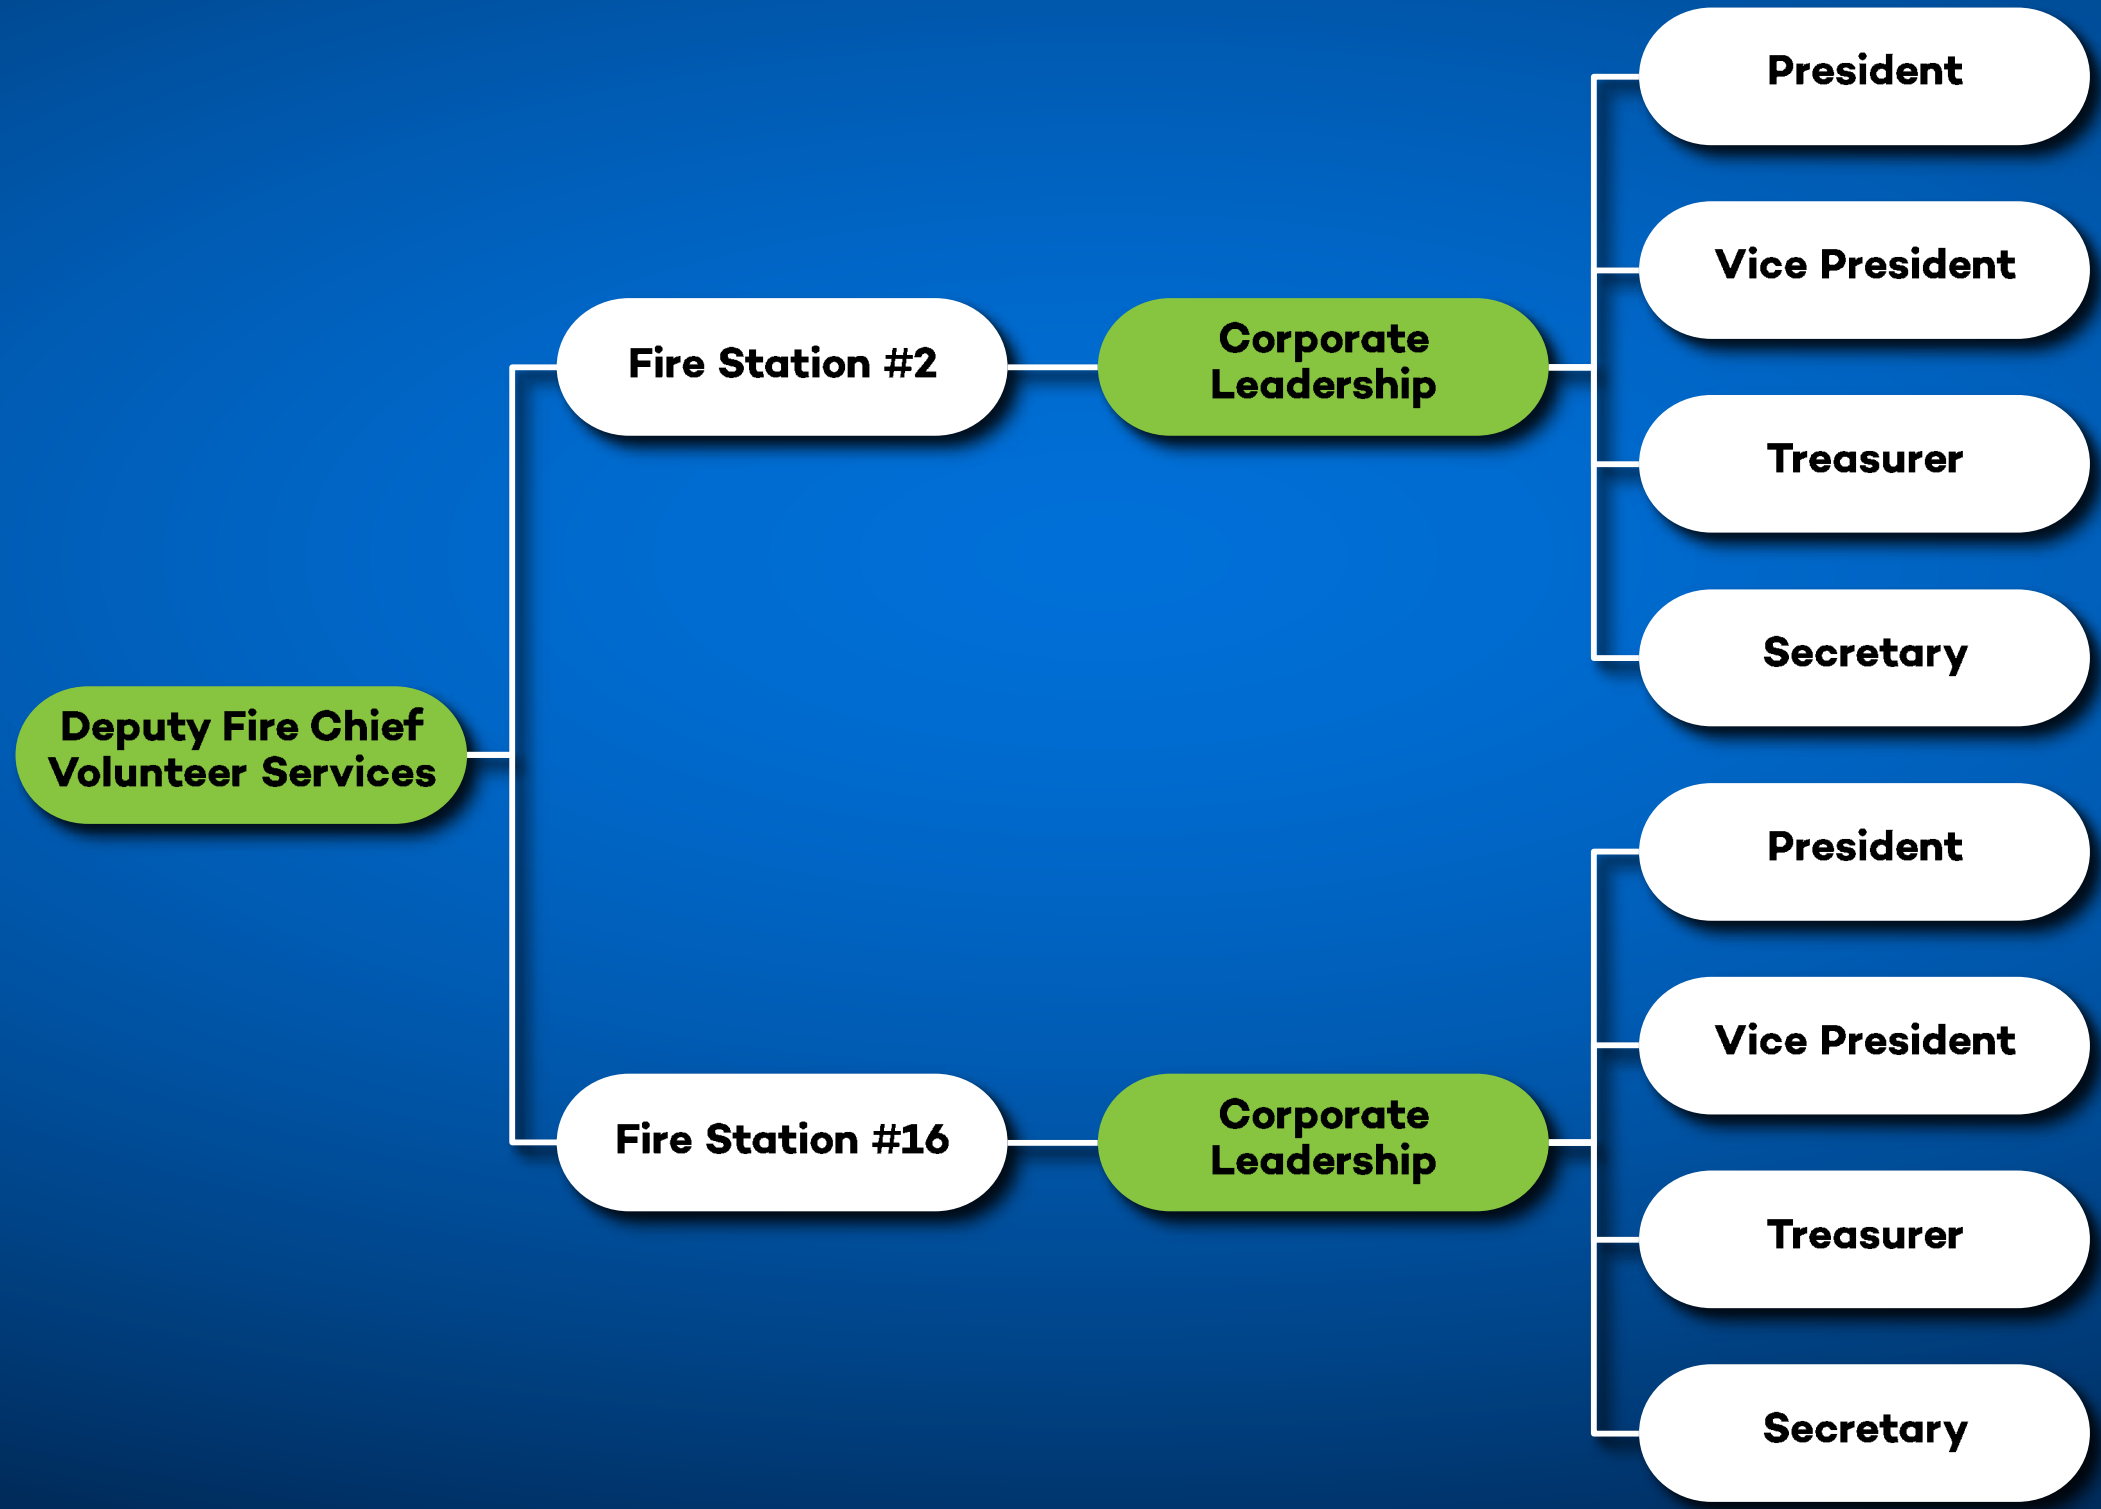 Deputy Fire Chief
Volunteer Services
Fire Station #2
Corporate
Leadership
President
Vice President
Treasurer
Secretary
Fire Station #16
Corporate
Leadership
President
Vice President
Treasurer
Secretary